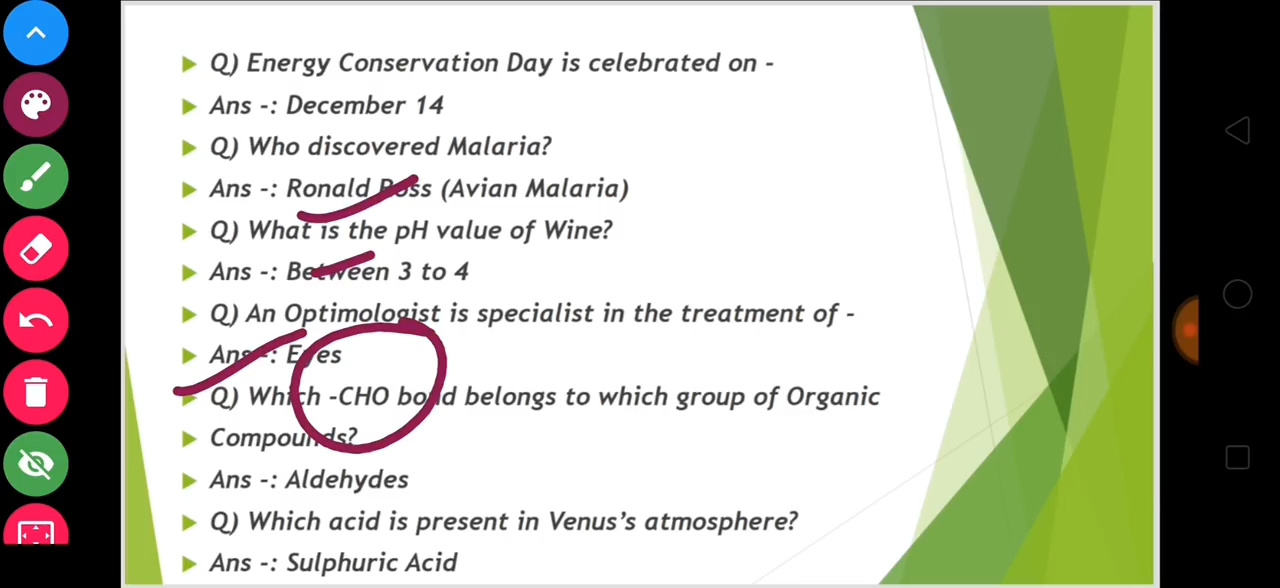 Q) Energy Conservation Day is celebrated on -
Ans -: December 14
Q) Who discovered Malaria?
Ans -: Ronald Ross (Avian Malaria)
Q) What is the pH value of Wine?
Ans -: Between 3 to 4
Q) An Optimologist is specialist in the treatment of -
Ans -: Eyes
Q) Which -CHO bond belongs to which group of Organic
Compounds?
Ans -: Aldehydes
Q) Which acid is present in Venus's atmosphere?
Ans -: Sulphuric Acid